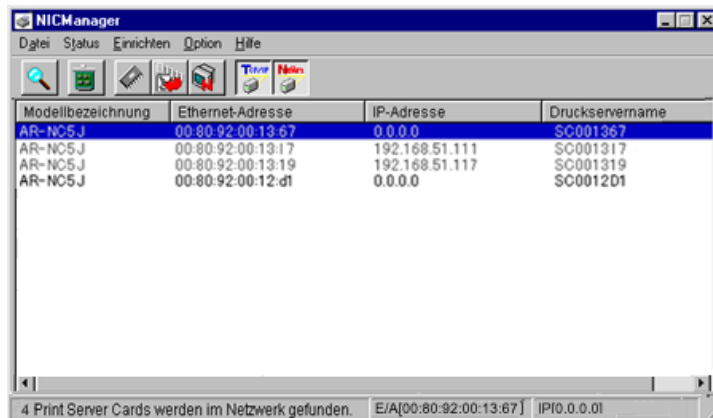 NICManager
Datei Status Einrichten Option Hilfe
Modellbezeichnung Ethernet-Adresse IP-Adresse Druckservername
AR-NC5J 00:80:92:00:13:67 0.0.0.0 SC001367
AR-NC5J 00:80:92:00:13:17 192.168.51.111 SC001317
AR-NC5J 00:80:92:00:13:19 192.168.51.117 SC001319
AR-NC5J 00:80:92:00:12:d1 0.0.0.0 SC0012D1
4 Print Server Cards werden im Netzwerk gefunden. E/A[00:80:92:00:13:67] IP[0.0.0.0]